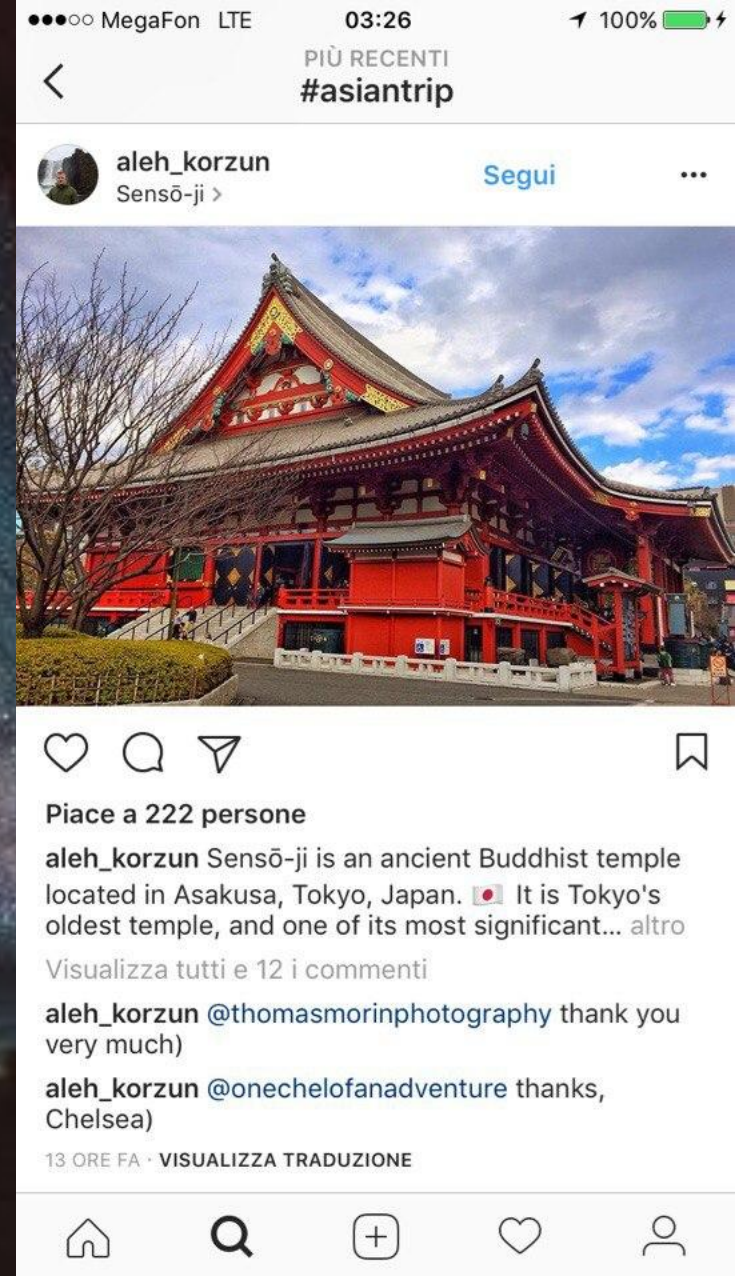 MegaFon LTE 03:26 100%
PIÙ RECENTI
#asiantrip
aleh_korzun
Sensō-ji >
Segui
Piace a 222 persone
aleh_korzun Sensō-ji is an ancient Buddhist temple
located in Asakusa, Tokyo, Japan. 🇯🇵 It is Tokyo's
oldest temple, and one of its most significant... altro
Visualizza tutti e 12 i commenti
aleh_korzun @thomasmorinphotography thank you
very much)
aleh_korzun @onechelofanadventure thanks,
Chelsea)
13 ORE FA · VISUALIZZA TRADUZIONE